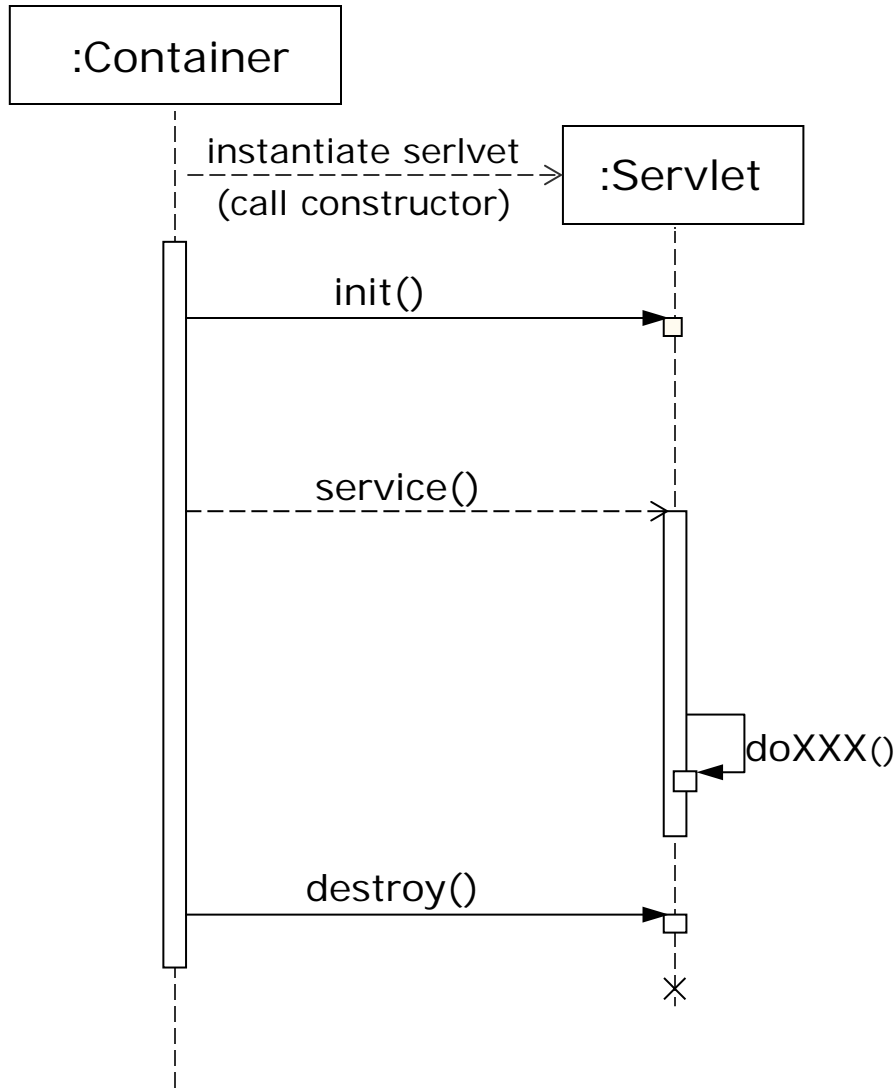 :Container
instantiate serlvet
:Servlet
(call constructor)
init()
service()
doXXX()
destroy()